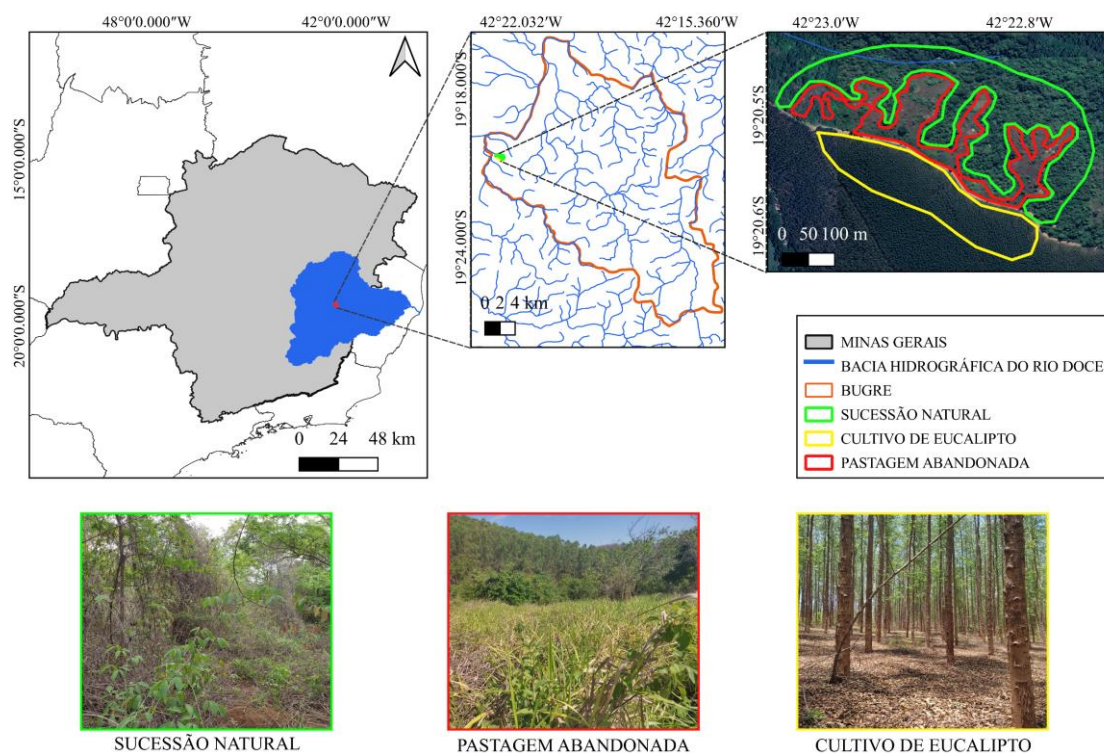 48°0'0.000"W 42°0'0.000"W
15°0'0.000"S
20°0'0.000"S
0 24 48 km
42°22.032'W 42°15.360'W
19°18.000'S
19°24.000'S
0 2 4 km
42°23.0'W 42°22.8'W
19°20.5'S
19°20.6'S
0 50 100 m
MINAS GERAIS
BACIA HIDROGRÁFICA DO RIO DOCE
BUGRE
SUCESSÃO NATURAL
CULTIVO DE EUCALIPTO
PASTAGEM ABANDONADA
SUCESSÃO NATURAL
PASTAGEM ABANDONADA
CULTIVO DE EUCALIPTO